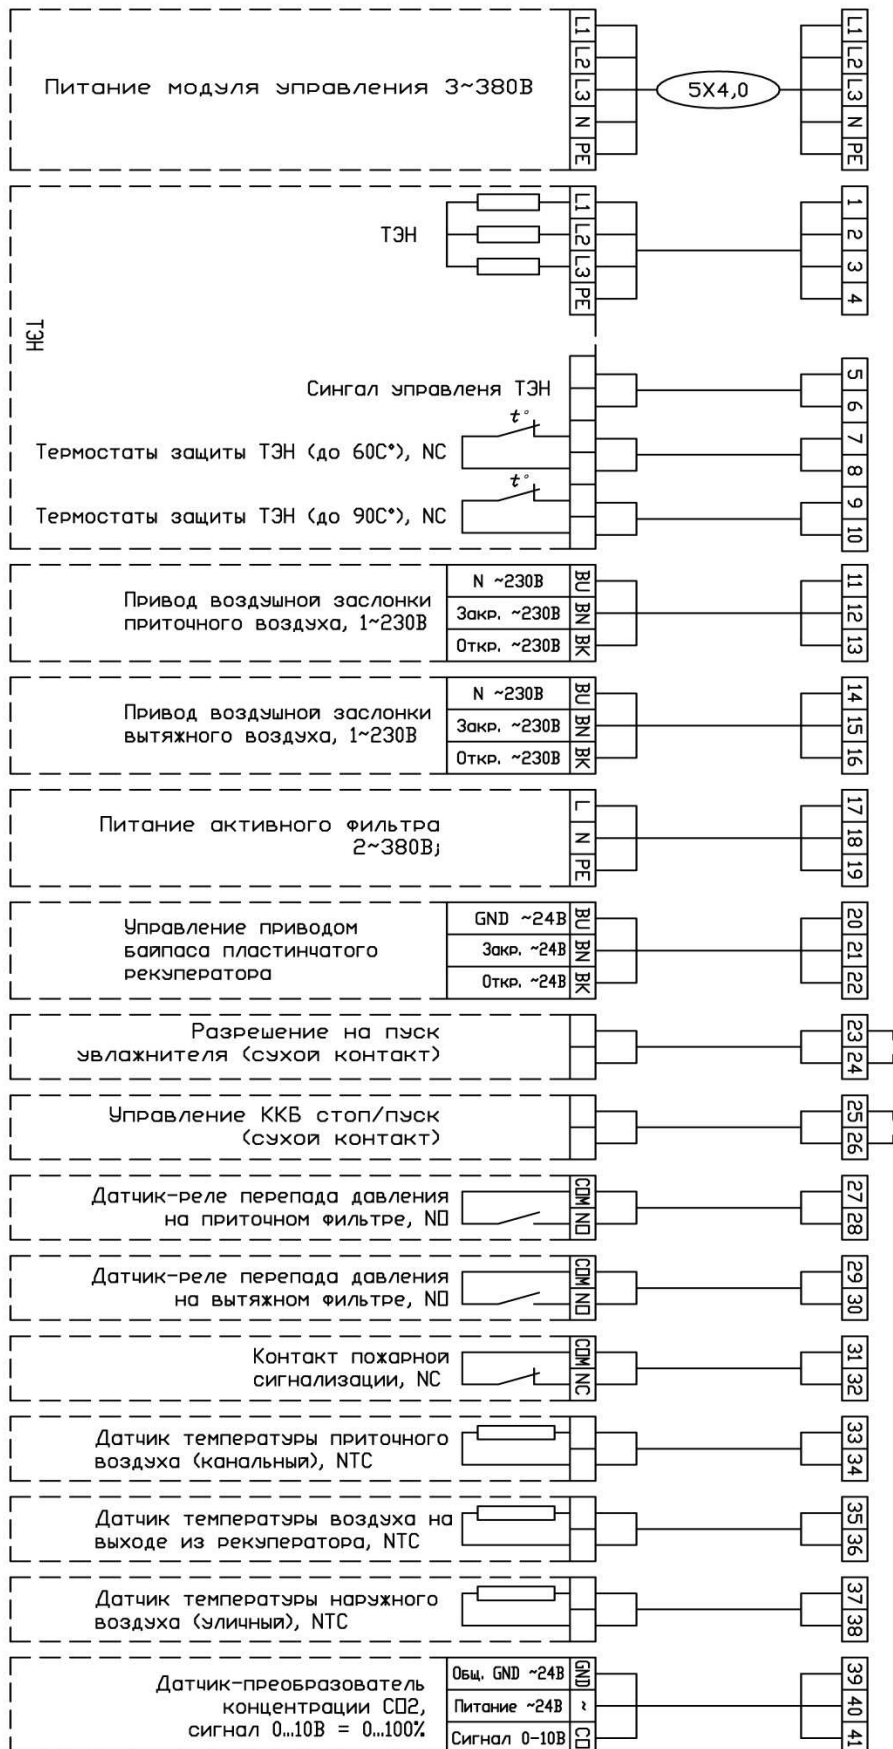 Питание модуля управления 3~380В
L1
L2
L3
N
PE
5X4,0
L1
L2
L3
N
PE
ТЭН
ТЭН
L1
L2
L3
PE
1
2
3
4
Сингал управленя ТЭН
5
6
t°
Термостаты защиты ТЭН (до 60С°), NC
7
8
t°
Термостаты защиты ТЭН (до 90С°), NC
9
10
Привод воздушной заслонки
приточного воздуха, 1~230В
N ~230В
Закр. ~230В
Откр. ~230В
BU
BN
BK
11
12
13
Привод воздушной заслонки
вытяжного воздуха, 1~230В
N ~230В
Закр. ~230В
Откр. ~230В
BU
BN
BK
14
15
16
Питание активного фильтра
2~380В;
L
N
PE
17
18
19
Управление приводом
байпаса пластинчатого
рекуператора
GND ~24В
Закр. ~24В
Откр. ~24В
BU
BN
BK
20
21
22
Разрешение на пуск
увлажнителя (сухой контакт)
23
24
Управление ККБ стоп/пуск
(сухой контакт)
25
26
Датчик-реле перепада давления
на приточном фильтре, NO
COM
NO
27
28
Датчик-реле перепада давления
на вытяжном фильтре, NO
COM
NO
29
30
Контакт пожарной
сигнализации, NC
COM
NC
31
32
Датчик температуры приточного
воздуха (канальный), NTC
33
34
Датчик температуры воздуха на
выходе из рекуператора, NTC
35
36
Датчик температуры наружного
воздуха (уличный), NTC
37
38
Датчик-преобразователь
концентрации CO2,
сигнал 0...10В = 0...100%
Общ. GND ~24В
Питание ~24В
Сигнал 0-10В
GND
~
CO
39
40
41